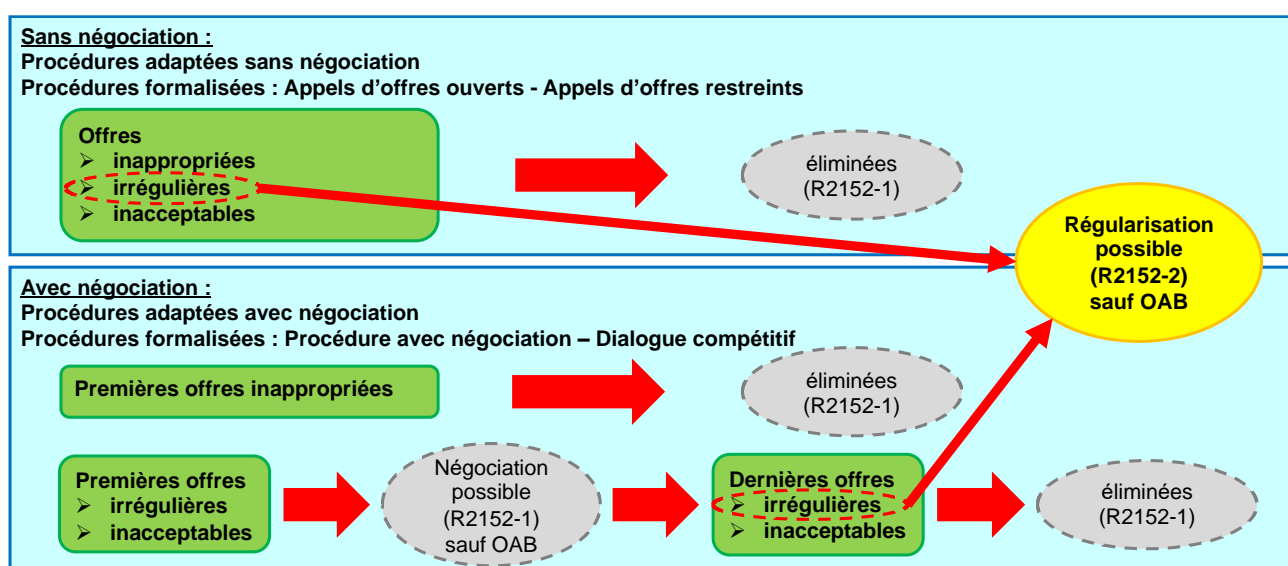 Sans négociation :
Procédures adaptées sans négociation
Procédures formalisées : Appels d'offres ouverts - Appels d'offres restreints
Offres
➢ inappropriées
➢ irrégulières
➢ inacceptables
éliminées
(R2152-1)
Régularisation
possible
(R2152-2)
sauf OAB
Avec négociation :
Procédures adaptées avec négociation
Procédures formalisées : Procédure avec négociation – Dialogue compétitif
Premières offres inappropriées
éliminées
(R2152-1)
Premières offres
➢ irrégulières
➢ inacceptables
Négociation
possible
(R2152-1)
sauf OAB
Dernières offres
➢ irrégulières
➢ inacceptables
éliminées
(R2152-1)